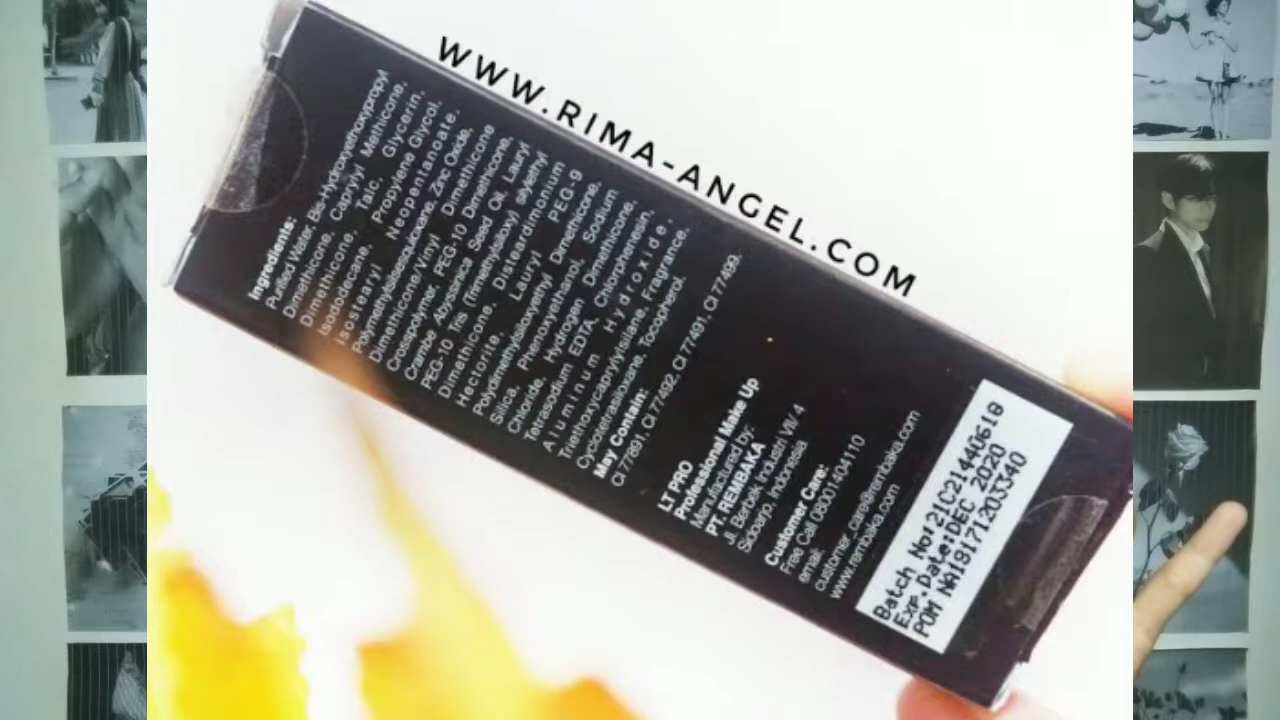 WWW.RIMA-ANGEL.COM
Ingredients:
Purified Water, Bis-Hydroxyethoxypropyl
Dimethicone, Caprylyl Methicone,
Dimethicone, Talc, Glycerin,
Isododecane, Propylene Glycol,
Isostearyl Neopentanoate,
Polymethylsilsesquioxane, Zinc Oxide,
Dimethicone/Vinyl Dimethicone
Crosspolymer, PEG-10 Dimethicone,
Crambe Abyssinica Seed Oil, Lauryl
PEG-10 Tris (Trimethylsiloxy) silyethyl
Dimethicone, Disteardimonium
Hectorite, Lauryl PEG-9
Polydimethylsiloxyethyl Dimethicone,
Silica, Phenoxyethanol, Sodium
Chloride, Hydrogen Dimethicone,
Tetrasodium EDTA, Chlorphenesin,
Aluminum Hydroxide,
Triethoxycaprylylsilane, Fragrance,
Cyclotetrasiloxane, Tocopherol.
May Contain:
CI 77891, CI 77492, CI 77491, CI 77499.
LT PRO
Professional Make Up
Manufactured by:
PT. REMBAKA
Jl. Berbek Industri VII/ 4
Sidoarjo, Indonesia
Customer Care:
Free Call 08001404110
email:
customer_care@rembaka.com
www.rembaka.com
Batch No:21C21440618
Exp.Date:DEC 2020
POM NA18171203340